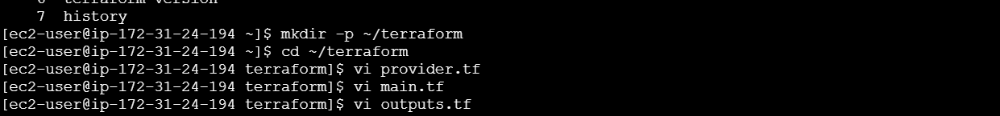 6  terraform version
7  history
[ec2-user@ip-172-31-24-194 ~]$ mkdir -p ~/terraform
[ec2-user@ip-172-31-24-194 ~]$ cd ~/terraform
[ec2-user@ip-172-31-24-194 terraform]$ vi provider.tf
[ec2-user@ip-172-31-24-194 terraform]$ vi main.tf
[ec2-user@ip-172-31-24-194 terraform]$ vi outputs.tf